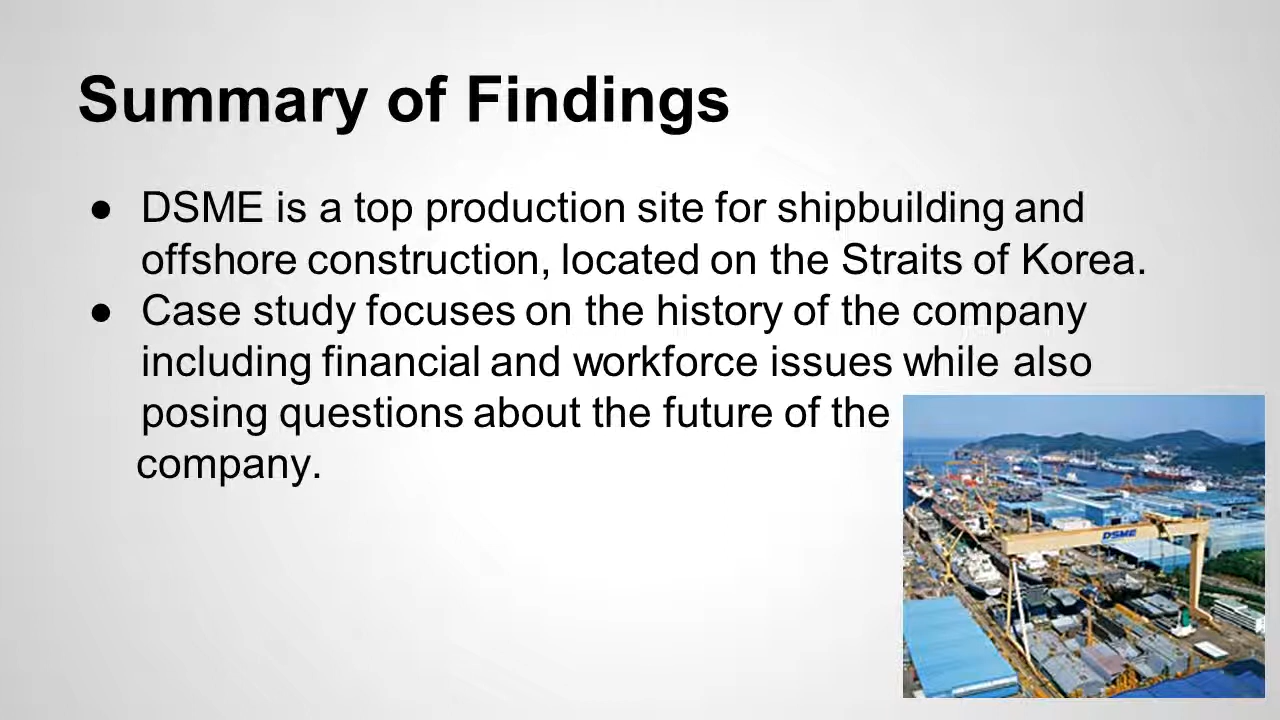 Summary of Findings
● DSME is a top production site for shipbuilding and
offshore construction, located on the Straits of Korea.
● Case study focuses on the history of the company
including financial and workforce issues while also
posing questions about the future of the
company.
DSME